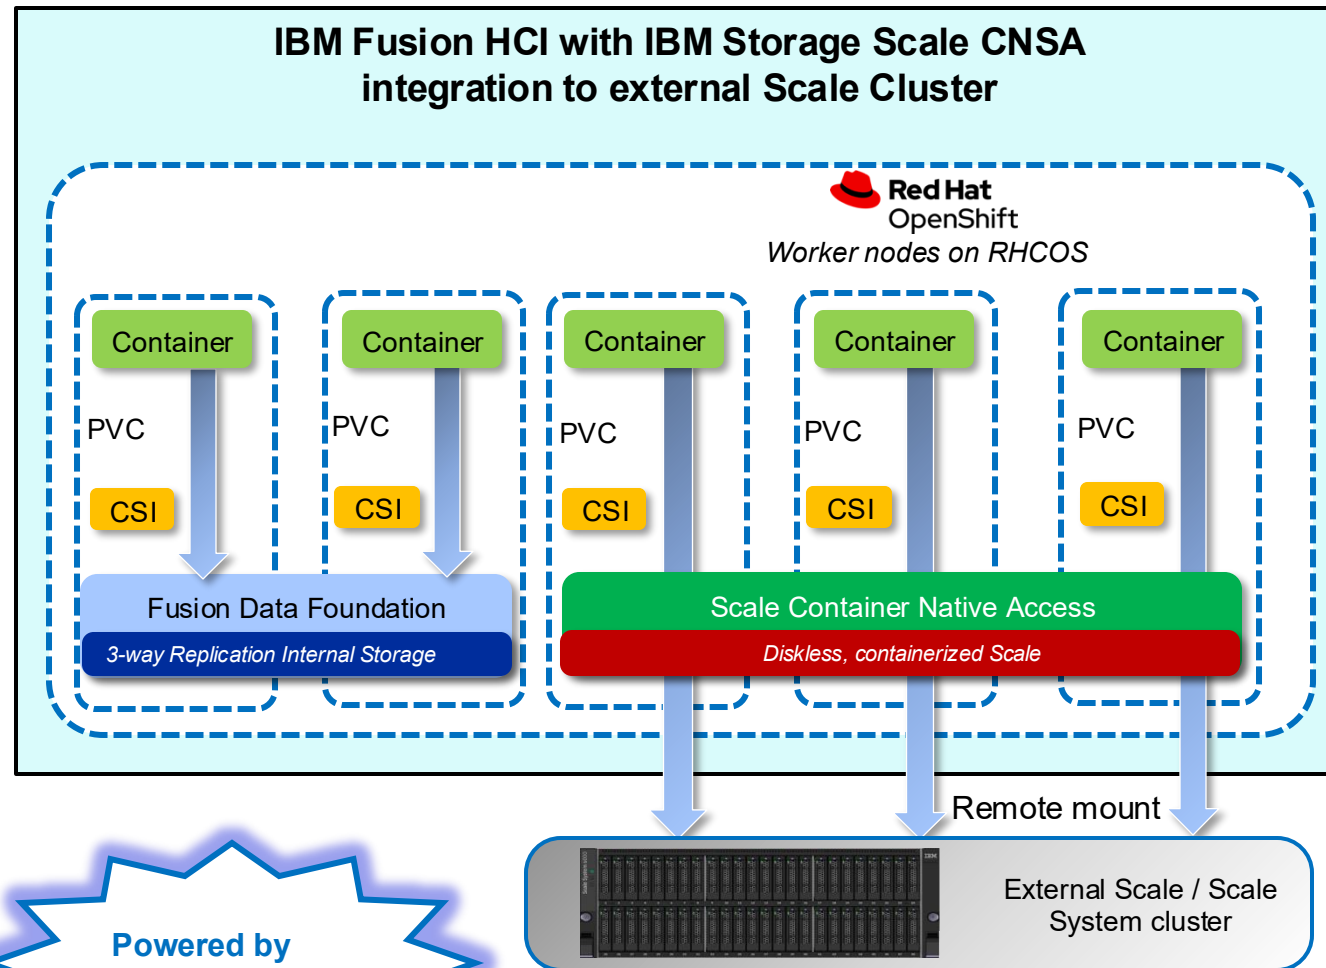 IBM Fusion HCI with IBM Storage Scale CNSA
integration to external Scale Cluster
Red Hat
OpenShift
Worker nodes on RHCOS
Container
Container
Container
Container
Container
PVC
PVC
PVC
PVC
PVC
CSI
CSI
CSI
CSI
CSI
Fusion Data Foundation
3-way Replication Internal Storage
Scale Container Native Access
Diskless, containerized Scale
Remote mount
IBM
External Scale / Scale
System cluster
Powered by